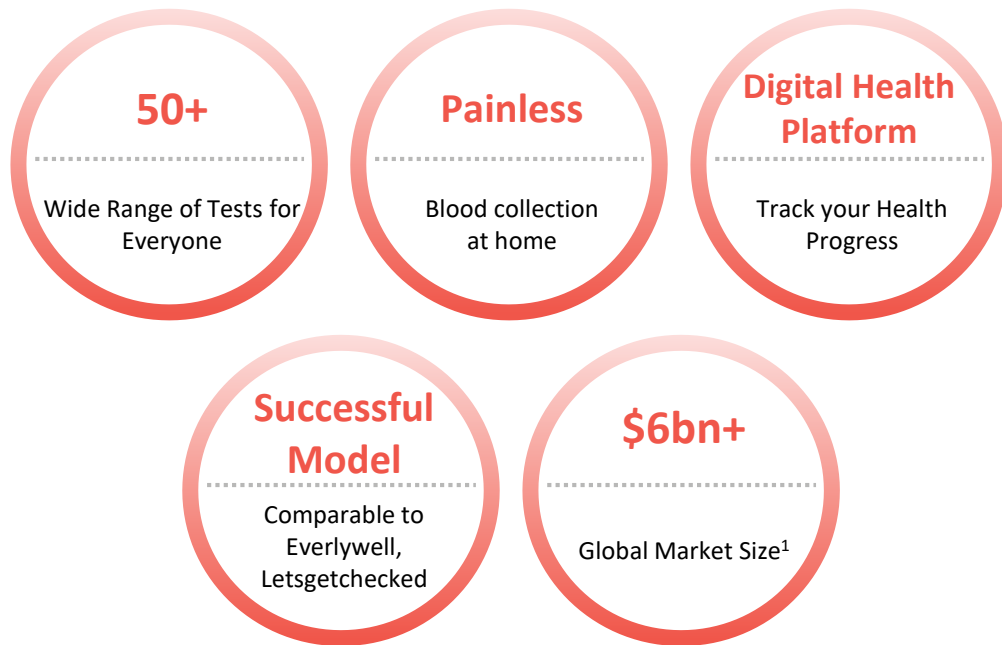 50+
Wide Range of Tests for
Everyone
Painless
Blood collection
at home
Digital Health
Platform
Track your Health
Progress
Successful
Model
Comparable to
Everlywell,
Letsgetchecked
$6bn+
Global Market Size¹